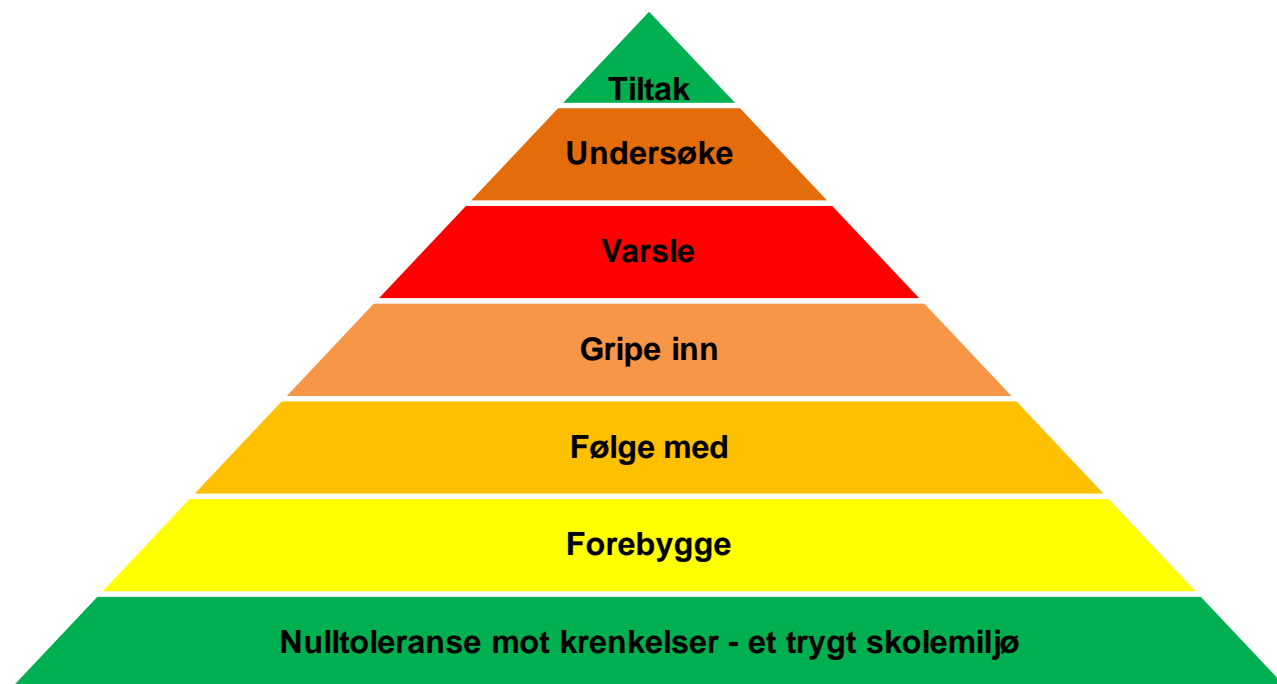 Tiltak
Undersøke
Varsle
Gripe inn
Følge med
Forebygge
Nulltoleranse mot krenkelser - et trygt skolemiljø